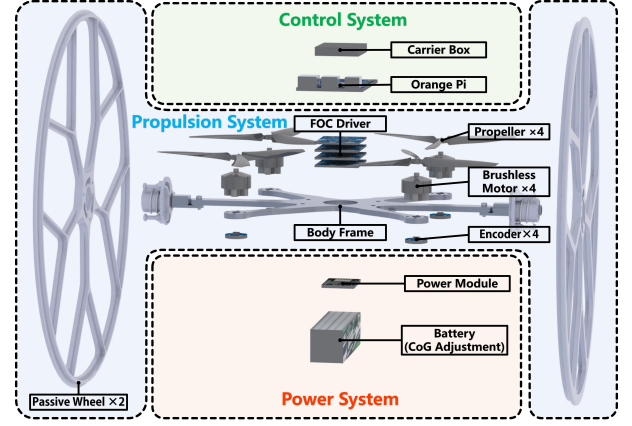 Control System
Carrier Box
Orange Pi
Propulsion System
FOC Driver
Propeller ×4
Brushless
Motor ×4
Body Frame
Encoder×4
Power Module
Battery
(CoG Adjustment)
Passive Wheel ×2
Power System